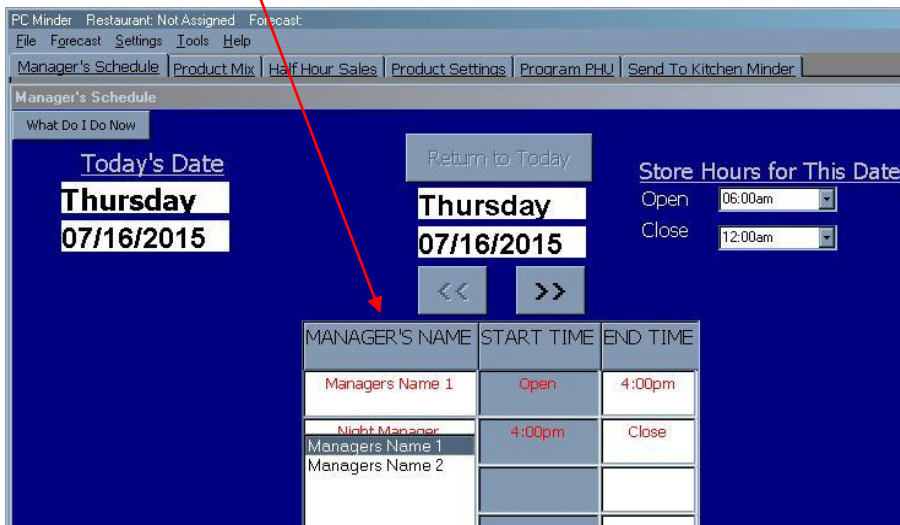 PC Minder Restaurant: Not Assigned Forecast:
File Forecast Settings Tools Help
Manager's Schedule Product Mix Half Hour Sales Product Settings Program PHU Send To Kitchen Minder
Manager's Schedule
What Do I Do Now
Today's Date
Thursday
07/16/2015
Return to Today
Thursday
07/16/2015
<< >>
Store Hours for This Date
Open 06:00am
Close 12:00am
MANAGER'S NAME START TIME END TIME
Managers Name 1 Open 4:00pm
Night Manager 4:00pm Close
Managers Name 1
Managers Name 2